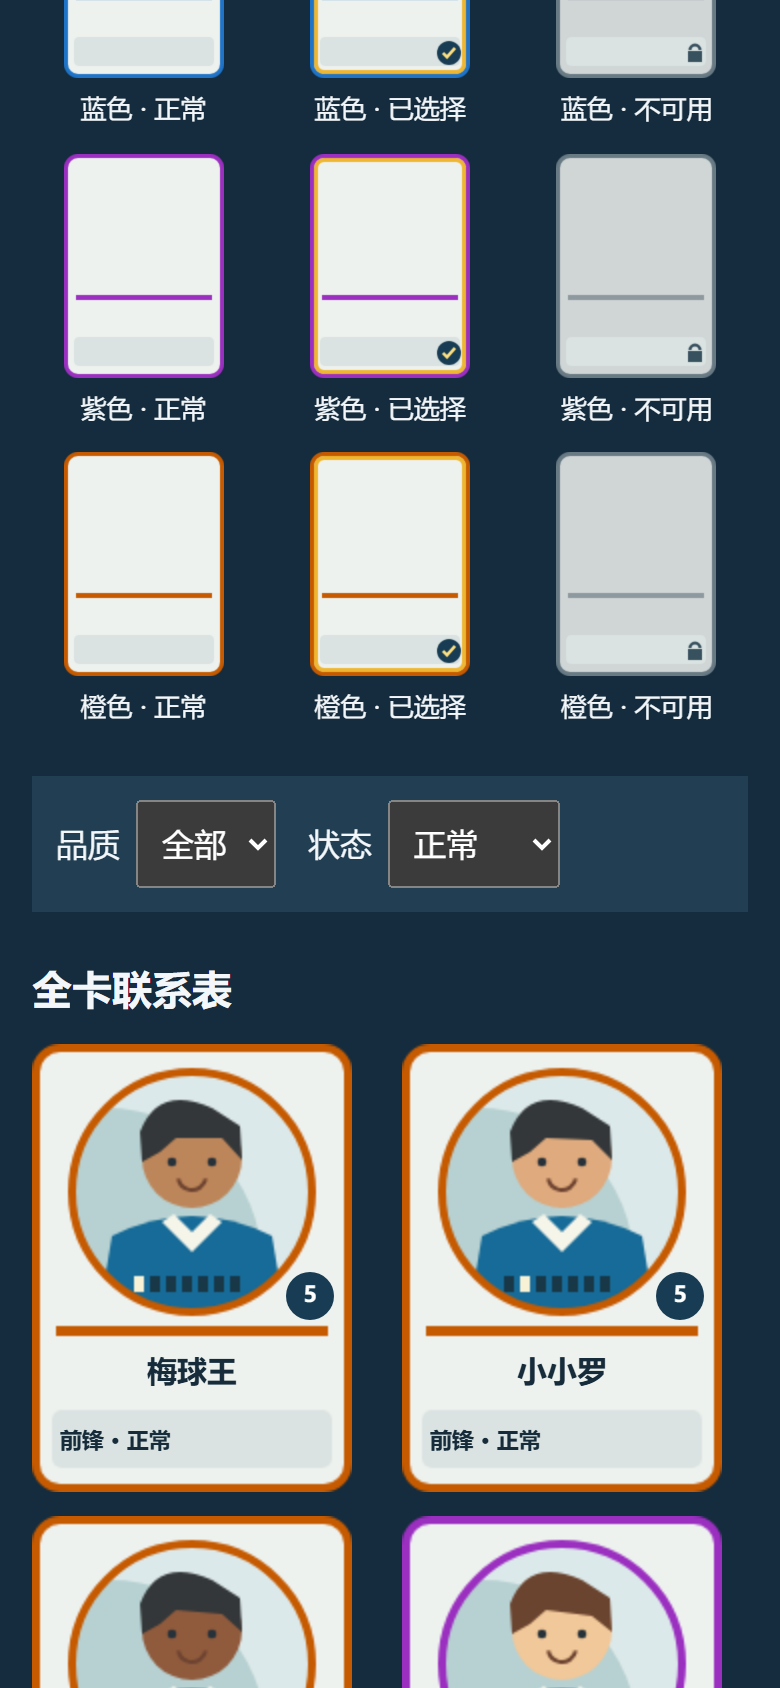 蓝色 · 正常
蓝色 · 已选择
蓝色 · 不可用
紫色 · 正常
紫色 · 已选择
紫色 · 不可用
橙色 · 正常
橙色 · 已选择
橙色 · 不可用
品质 全部 状态 正常
全卡联系表
5
梅球王
前锋 · 正常
5
小小罗
前锋 · 正常